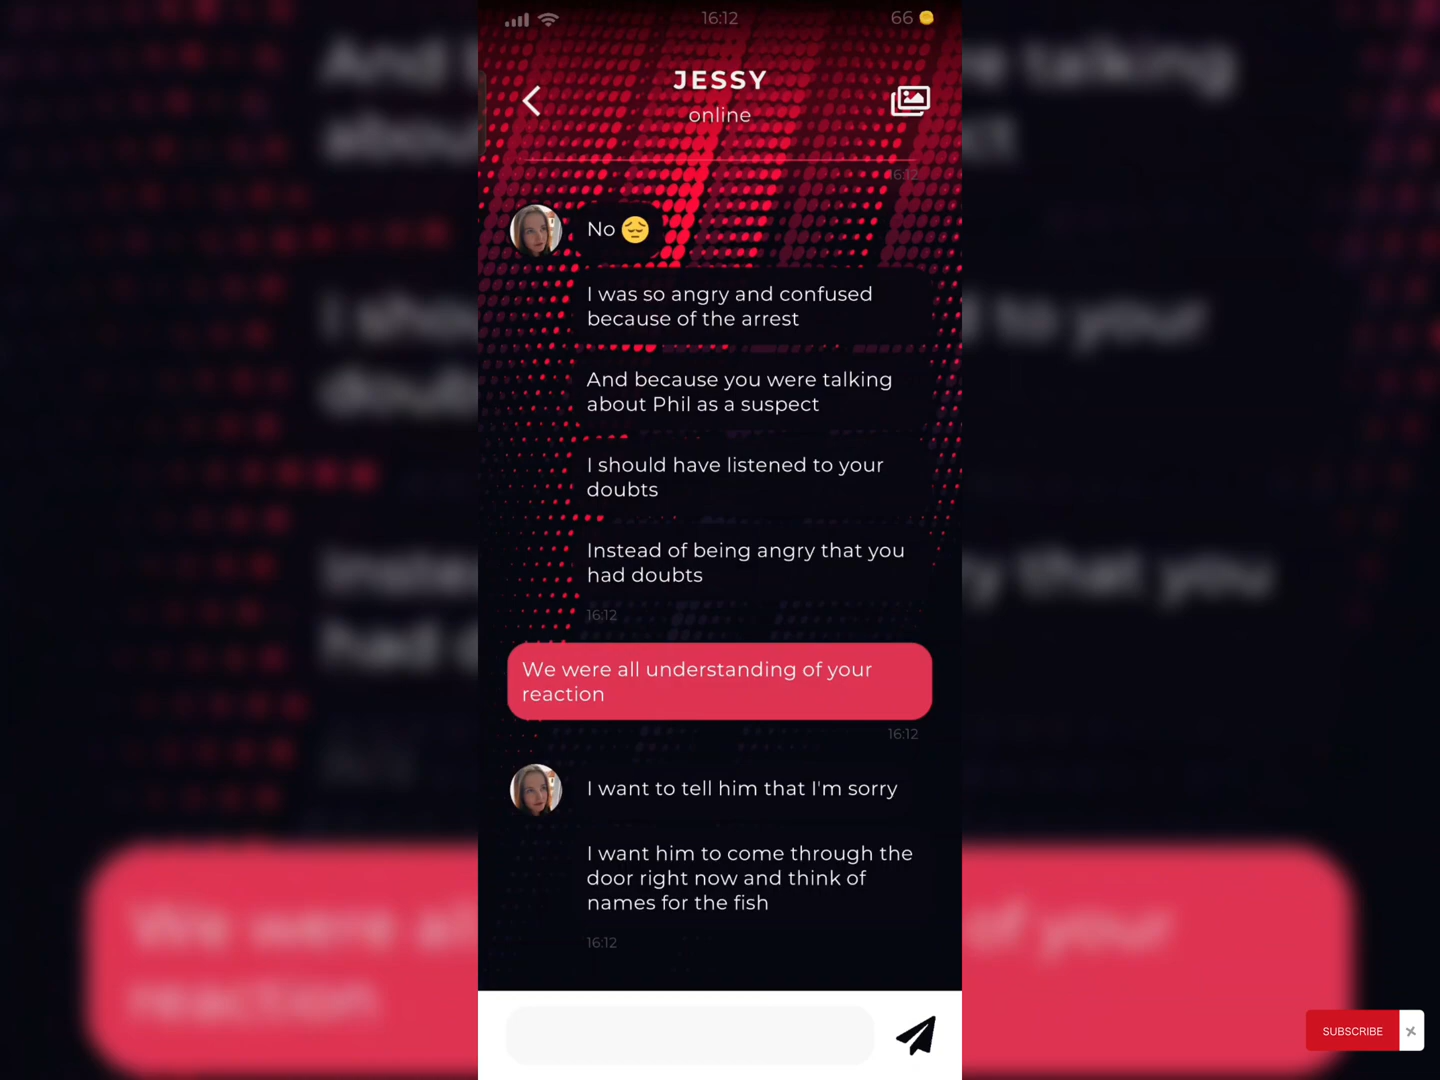 16:12
66
JESSY
online
16:12
No 😔
I was so angry and confused
because of the arrest
And because you were talking
about Phil as a suspect
I should have listened to your
doubts
Instead of being angry that you
had doubts
16:12
We were all understanding of your
reaction
16:12
I want to tell him that I'm sorry
I want him to come through the
door right now and think of
names for the fish
16:12
SUBSCRIBE